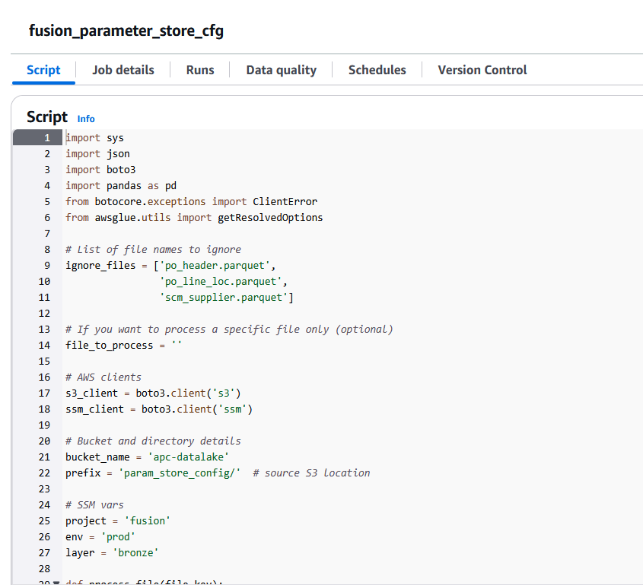 fusion_parameter_store_cfg
Script Job details Runs Data quality Schedules Version Control
Script Info
1 import sys
2 import json
3 import boto3
4 import pandas as pd
5 from botocore.exceptions import ClientError
6 from awsglue.utils import getResolvedOptions
7
8 # List of file names to ignore
9 ignore_files = ['po_header.parquet',
10 'po_line_loc.parquet',
11 'scm_supplier.parquet']
12
13 # If you want to process a specific file only (optional)
14 file_to_process = ''
15
16 # AWS clients
17 s3_client = boto3.client('s3')
18 ssm_client = boto3.client('ssm')
19
20 # Bucket and directory details
21 bucket_name = 'apc-datalake'
22 prefix = 'param_store_config/' # source S3 location
23
24 # SSM vars
25 project = 'fusion'
26 env = 'prod'
27 layer = 'bronze'
28
29 def process_file(file_key):